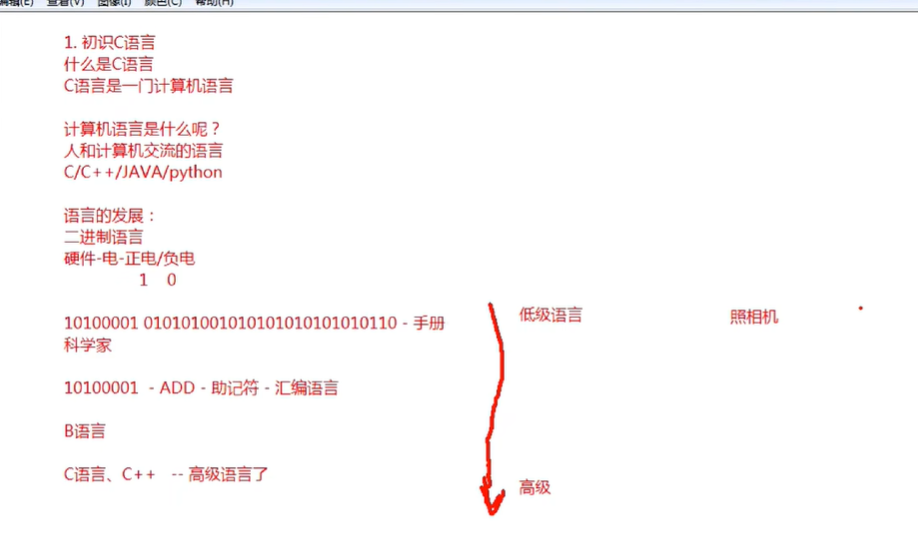 编辑(E) 查看(V) 图像(I) 颜色(C) 帮助(H)
1. 初识C语言
什么是C语言
C语言是一门计算机语言
计算机语言是什么呢？
人和计算机交流的语言
C/C++/JAVA/python
语言的发展：
二进制语言
硬件-电-正电/负电
1 0
10100001 010101001010101010101010110 - 手册
科学家
10100001 - ADD - 助记符 - 汇编语言
B语言
C语言、C++ -- 高级语言了
低级语言
照相机
高级